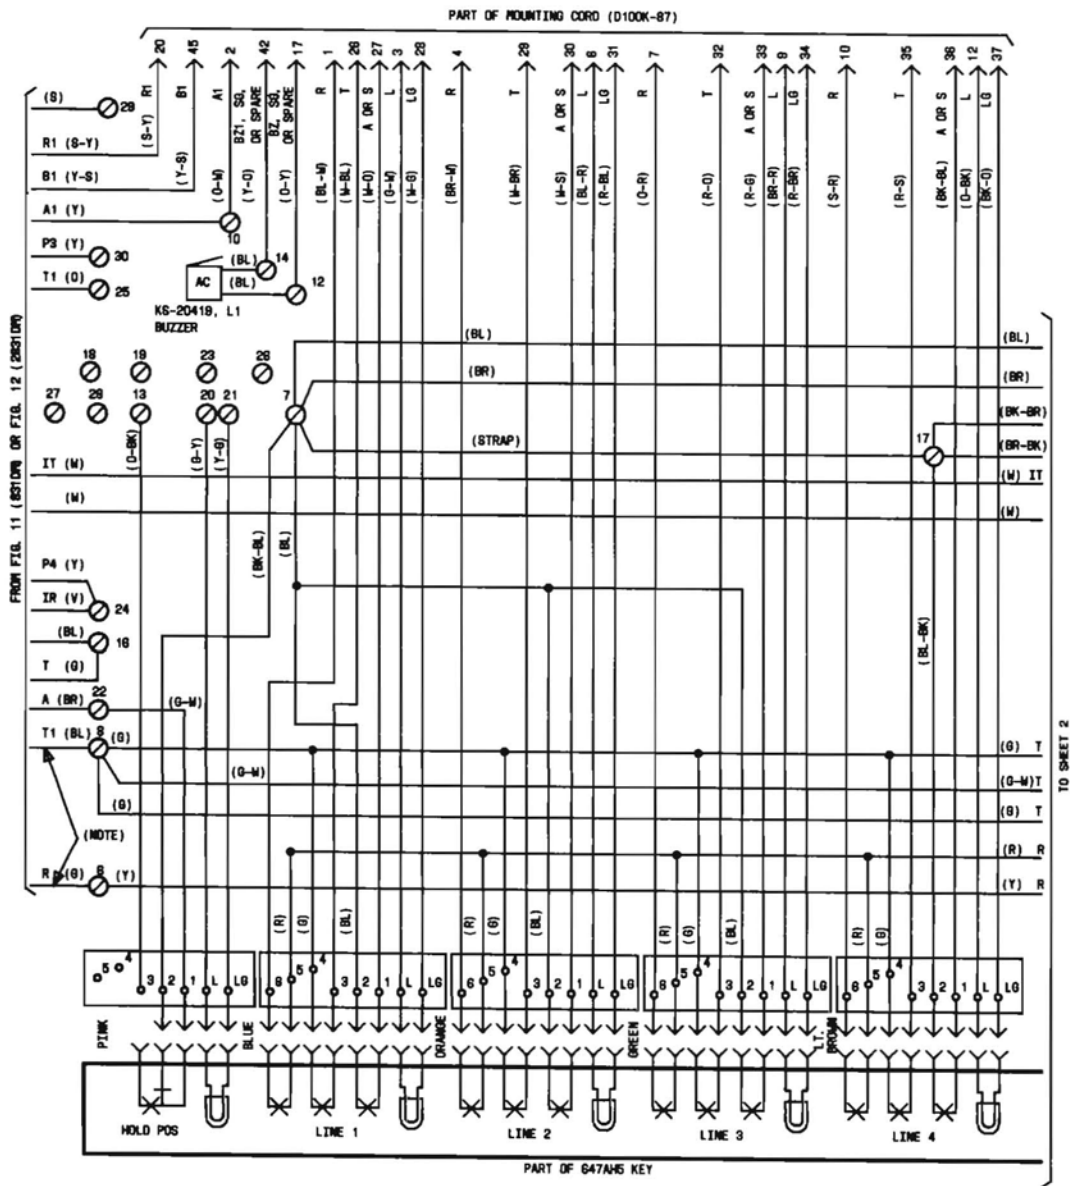 PART OF MOUNTING CORD (D100K-87)
20 45 2 42 17 1 26 27 3 28 4 29 30 6 31 7 32 33 9 34 10 35 36 12 37
R1 B1 A1 BZ1, SG, OR SPARE BZ, SG, OR SPARE R T A OR S L LG R T A OR S L LG R T A OR S L LG R T A OR S L LG
(S-Y) (Y-S) (O-W) (Y-O) (O-Y) (BL-W) (W-BL) (W-O) (G-W) (W-G) (BR-W) (W-BR) (W-S) (BL-R) (R-BL) (O-R) (R-O) (R-G) (BR-R) (R-BR) (S-R) (R-S) (BK-BL) (O-BK) (BK-O)
(S) 29
R1 (S-Y)
B1 (Y-S)
A1 (Y)
10
P3 (Y) 30
(BL) 14
T1 (O) 25
AC (BL) 12
KS-20419, L1
BUZZER
FROM FIG. 11 (831DM) OR FIG. 12 (2831DM)
(BL) (BL)
18 19 23 28
(BR) (BR)
27 29 13 20 21 7
(BK-BR)
(STRAP) 17 (BR-BK)
(O-BK) (G-Y) (Y-G)
IT (W) (W) IT
(W) (W)
(BK-BL) (BL)
P4 (Y)
IR (V) 24
(BL) 16
T (G)
(BL-BK)
A (BR) 22 (G-W)
T1 (BL) 8 (G) (G) T
(G-W) (G-W)T
(G) (G) T
(NOTE)
(R) R
R (G) 6 (Y) (Y) R
TO SHEET 2
(R) (G) (BL) (R) (G) (BL) (R) (G) (BL) (R) (G)
5 4 3 2 1 L LG
6 5 4 3 2 1 L LG
6 5 4 3 2 1 L LG
6 5 4 3 2 1 L LG
6 5 4 3 2 1 L LG
PINK BLUE ORANGE GREEN LT. BROWN
HOLD POS LINE 1 LINE 2 LINE 3 LINE 4
PART OF 647AH5 KEY